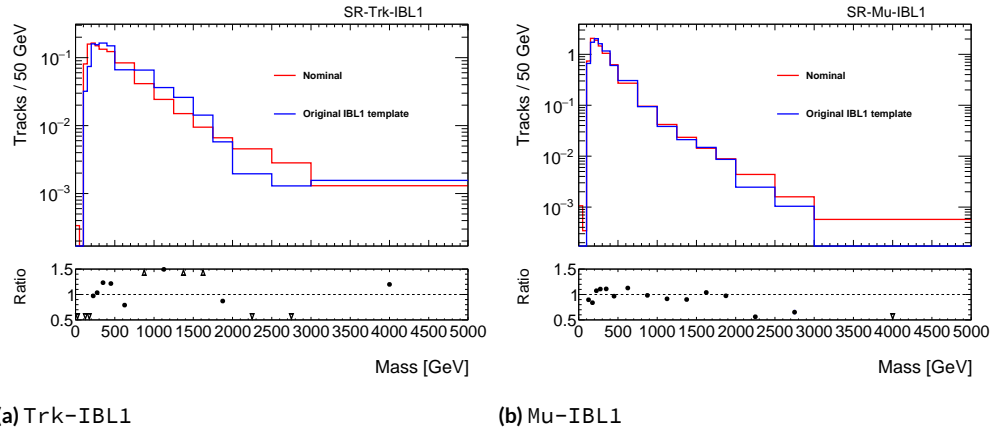 SR-Trk-IBL1
Tracks / 50 GeV
10⁻¹
10⁻²
10⁻³
Nominal
Original IBL1 template
Ratio
1.5
1
0.5
0 500 1000 1500 2000 2500 3000 3500 4000 4500 5000
Mass [GeV]
(a) Trk-IBL1
SR-Mu-IBL1
Tracks / 50 GeV
1
10⁻¹
10⁻²
10⁻³
Nominal
Original IBL1 template
Ratio
1.5
1
0.5
0 500 1000 1500 2000 2500 3000 3500 4000 4500 5000
Mass [GeV]
(b) Mu-IBL1